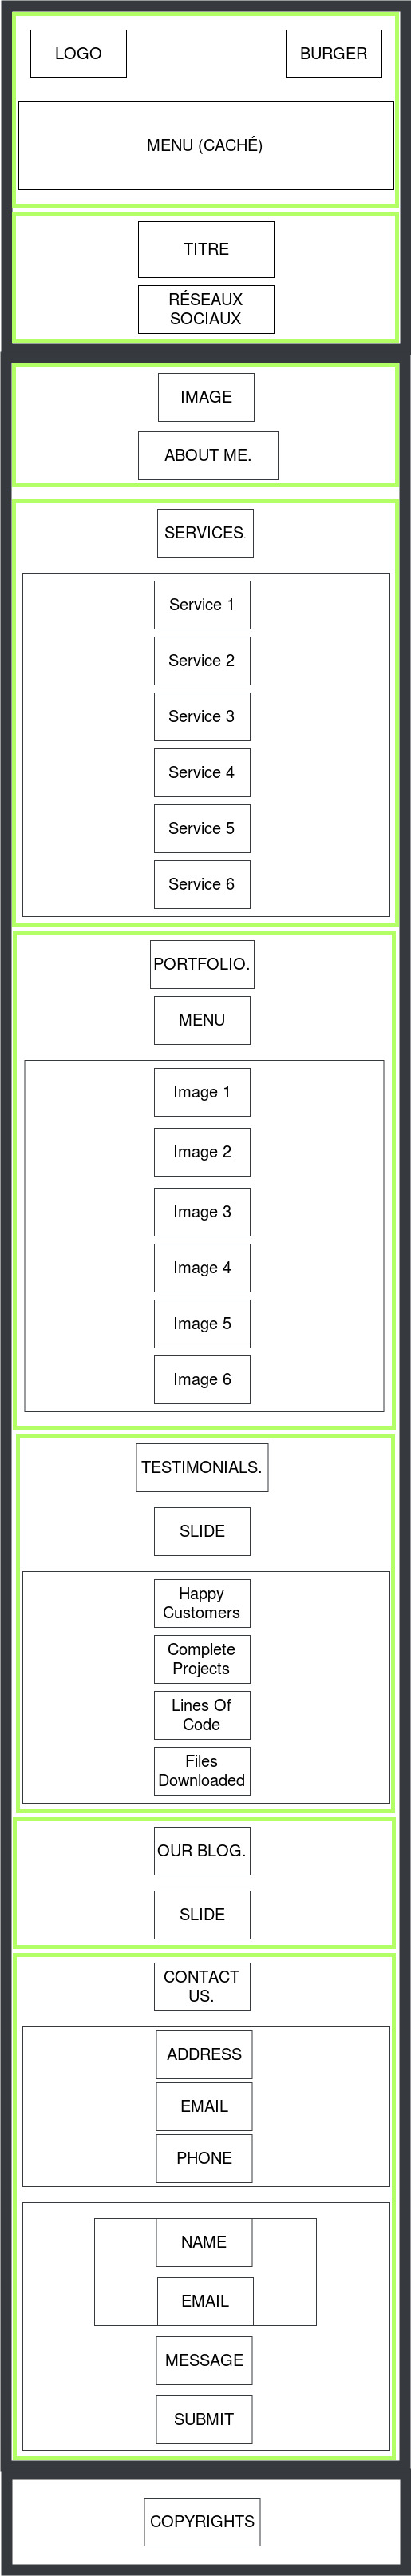 LOGO
BURGER
MENU (CACHÉ)
TITRE
RÉSEAUX
SOCIAUX
IMAGE
ABOUT ME.
SERVICES.
Service 1
Service 2
Service 3
Service 4
Service 5
Service 6
PORTFOLIO.
MENU
Image 1
Image 2
Image 3
Image 4
Image 5
Image 6
TESTIMONIALS.
SLIDE
Happy
Customers
Complete
Projects
Lines Of
Code
Files
Downloaded
OUR BLOG.
SLIDE
CONTACT
US.
ADDRESS
EMAIL
PHONE
NAME
EMAIL
MESSAGE
SUBMIT
COPYRIGHTS